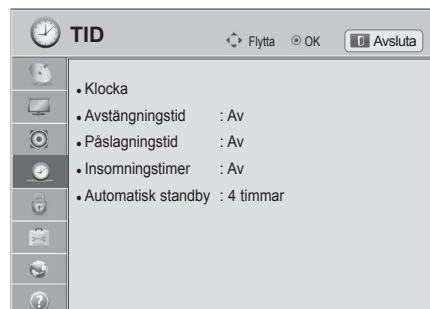 TID Flytta OK Avsluta
• Klocka
• Avstängningstid : Av
• Påslagningstid : Av
• Insomningstimer : Av
• Automatisk standby : 4 timmar